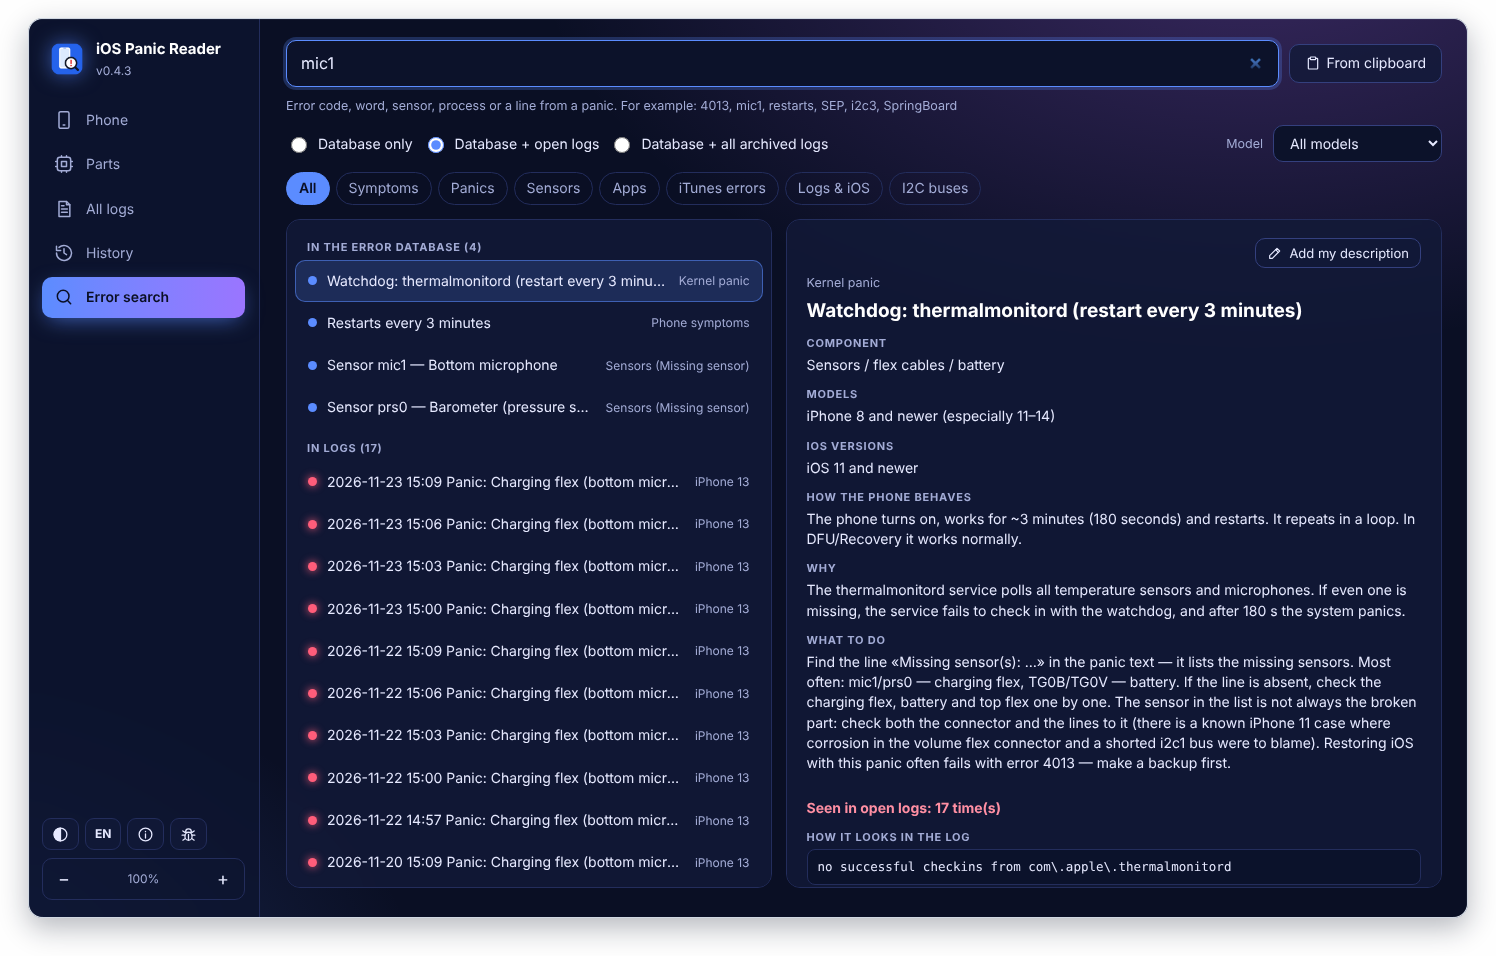 iOS Panic Reader
v0.4.3
Phone
Parts
All logs
History
Error search
EN
− 100% +
mic1
From clipboard
Error code, word, sensor, process or a line from a panic. For example: 4013, mic1, restarts, SEP, i2c3, SpringBoard
Database only Database + open logs Database + all archived logs Model All models
All Symptoms Panics Sensors Apps iTunes errors Logs & iOS I2C buses
IN THE ERROR DATABASE (4)
Watchdog: thermalmonitord (restart every 3 minu... Kernel panic
Restarts every 3 minutes Phone symptoms
Sensor mic1 — Bottom microphone Sensors (Missing sensor)
Sensor prs0 — Barometer (pressure s... Sensors (Missing sensor)
IN LOGS (17)
2026-11-23 15:09 Panic: Charging flex (bottom micr... iPhone 13
2026-11-23 15:06 Panic: Charging flex (bottom micr... iPhone 13
2026-11-23 15:03 Panic: Charging flex (bottom micr... iPhone 13
2026-11-23 15:00 Panic: Charging flex (bottom micr... iPhone 13
2026-11-22 15:09 Panic: Charging flex (bottom micr... iPhone 13
2026-11-22 15:06 Panic: Charging flex (bottom micr... iPhone 13
2026-11-22 15:03 Panic: Charging flex (bottom micr... iPhone 13
2026-11-22 15:00 Panic: Charging flex (bottom micr... iPhone 13
2026-11-22 14:57 Panic: Charging flex (bottom micr... iPhone 13
2026-11-20 15:09 Panic: Charging flex (bottom micr... iPhone 13
Add my description
Kernel panic
Watchdog: thermalmonitord (restart every 3 minutes)
COMPONENT
Sensors / flex cables / battery
MODELS
iPhone 8 and newer (especially 11–14)
IOS VERSIONS
iOS 11 and newer
HOW THE PHONE BEHAVES
The phone turns on, works for ~3 minutes (180 seconds) and restarts. It repeats in a loop. In
DFU/Recovery it works normally.
WHY
The thermalmonitord service polls all temperature sensors and microphones. If even one is
missing, the service fails to check in with the watchdog, and after 180 s the system panics.
WHAT TO DO
Find the line «Missing sensor(s): ...» in the panic text — it lists the missing sensors. Most
often: mic1/prs0 — charging flex, TG0B/TG0V — battery. If the line is absent, check the
charging flex, battery and top flex one by one. The sensor in the list is not always the broken
part: check both the connector and the lines to it (there is a known iPhone 11 case where
corrosion in the volume flex connector and a shorted i2c1 bus were to blame). Restoring iOS
with this panic often fails with error 4013 — make a backup first.
Seen in open logs: 17 time(s)
HOW IT LOOKS IN THE LOG
no successful checkins from com\.apple\.thermalmonitord